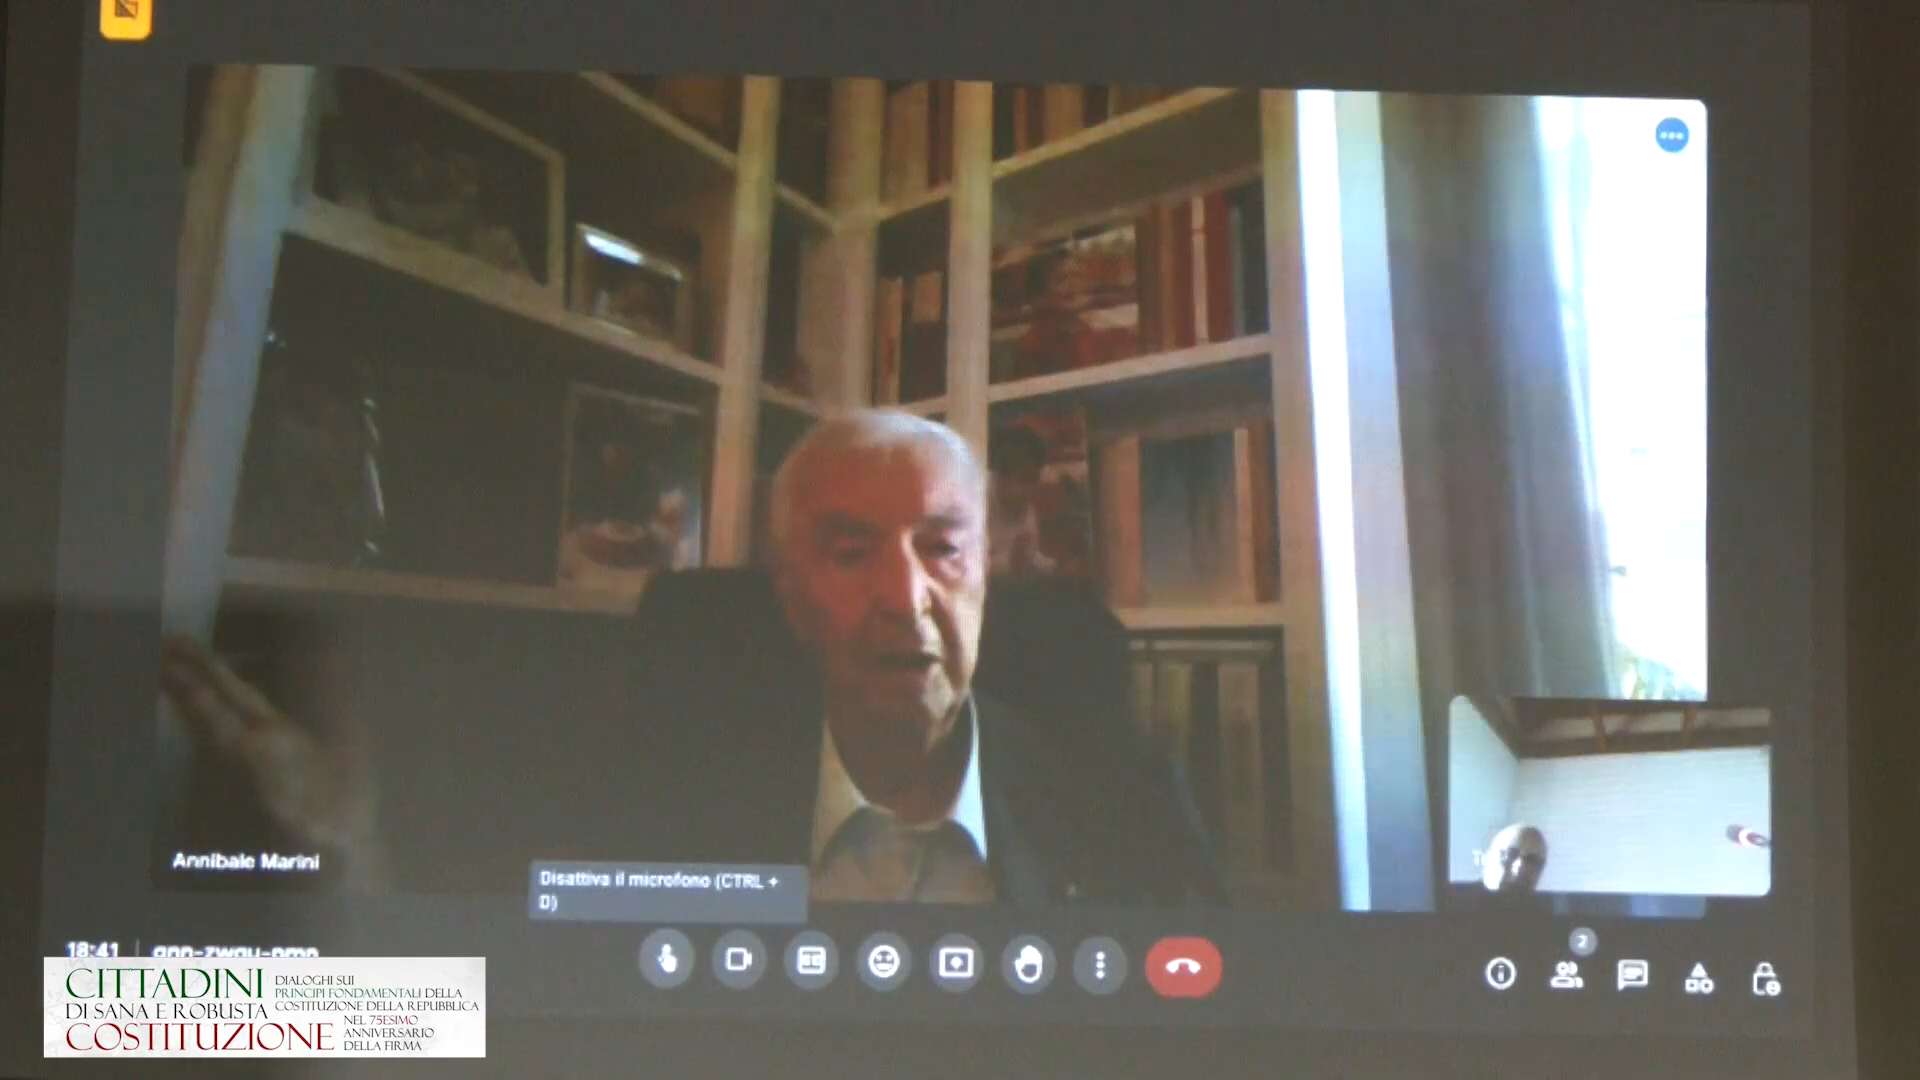 Annibale Marini
Disattiva il microfono (CTRL +
D)
18:41
2
CITTADINI
DI SANA E ROBUSTA
COSTITUZIONE
DIALOGHI SUI
PRINCIPI FONDAMENTALI DELLA
COSTITUZIONE DELLA REPUBBLICA
NEL 75ESIMO
ANNIVERSARIO
DELLA FIRMA